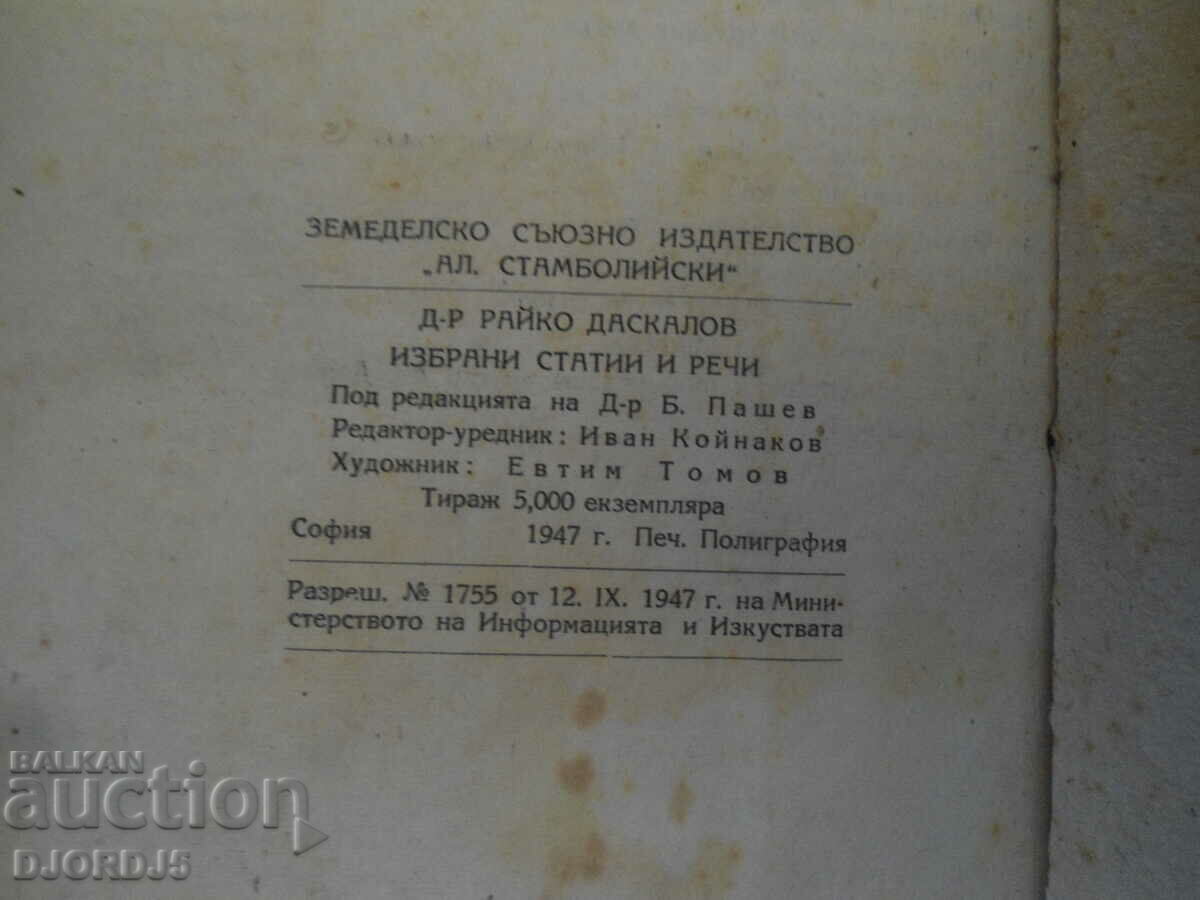 ЗЕМЕДЕЛСКО СЪЮЗНО ИЗДАТЕЛСТВО
„АЛ. СТАМБОЛИЙСКИ“
Д-Р РАЙКО ДАСКАЛОВ
ИЗБРАНИ СТАТИИ И РЕЧИ
Под редакцията на Д-р Б. Пашев
Редактор-уредник: Иван Койнаков
Художник: Евтим Томов
Тираж 5,000 екземпляра
София 1947 г. Печ. Полиграфия
Разреш. № 1755 от 12. IX. 1947 г. на Мини-
стерството на Информацията и Изкуствата
BALKAN
auction
DJORDJ5